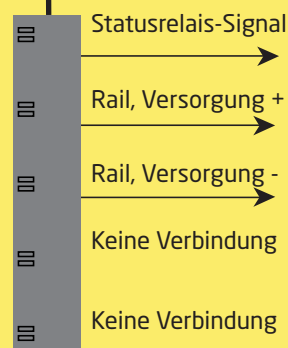 Statusrelais-Signal
Rail, Versorgung +
Rail, Versorgung -
Keine Verbindung
Keine Verbindung